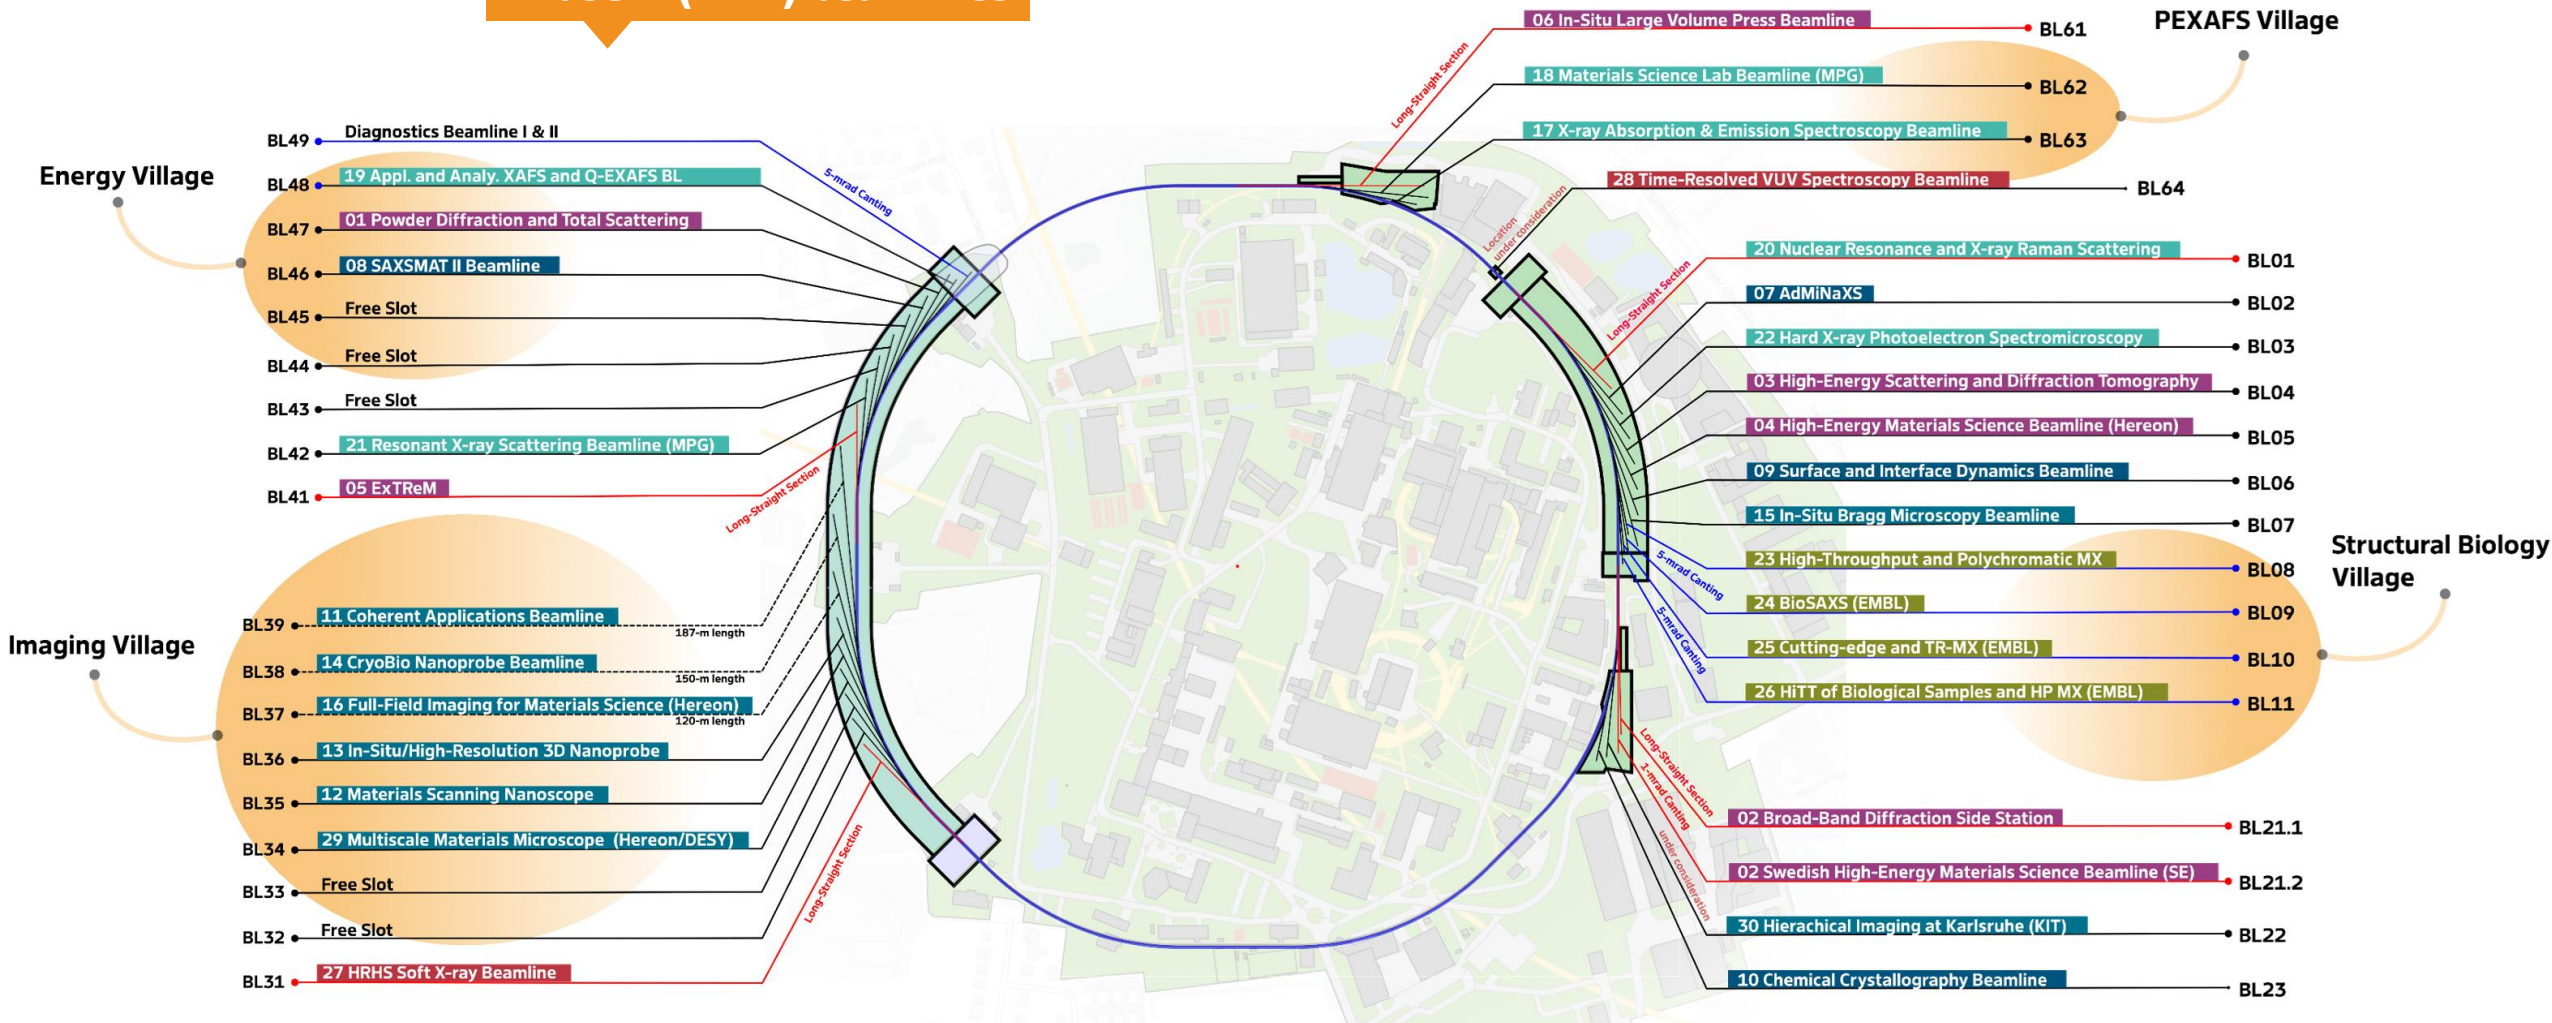 PEXAFS Village
06 In-Situ Large Volume Press Beamline
BL61
Long-Straight Section
18 Materials Science Lab Beamline (MPG)
BL62
17 X-ray Absorption & Emission Spectroscopy Beamline
BL63
28 Time-Resolved VUV Spectroscopy Beamline
BL64
Location
under consideration
Energy Village
BL49
Diagnostics Beamline I & II
5-mrad Canting
BL48
19 Appl. and Analy. XAFS and Q-EXAFS BL
BL47
01 Powder Diffraction and Total Scattering
BL46
08 SAXSMAT II Beamline
BL45
Free Slot
BL44
Free Slot
BL43
Free Slot
BL42
21 Resonant X-ray Scattering Beamline (MPG)
BL41
05 ExTReM
Long-Straight Section
Imaging Village
BL39
11 Coherent Applications Beamline
187-m length
BL38
14 CryoBio Nanoprobe Beamline
150-m length
BL37
16 Full-Field Imaging for Materials Science (Hereon)
120-m length
BL36
13 In-Situ/High-Resolution 3D Nanoprobe
BL35
12 Materials Scanning Nanoscope
BL34
29 Multiscale Materials Microscope (Hereon/DESY)
BL33
Free Slot
BL32
Free Slot
BL31
27 HRHS Soft X-ray Beamline
Long-Straight Section
20 Nuclear Resonance and X-ray Raman Scattering
BL01
Long-Straight Section
07 AdMiNaXS
BL02
22 Hard X-ray Photoelectron Spectromicroscopy
BL03
03 High-Energy Scattering and Diffraction Tomography
BL04
04 High-Energy Materials Science Beamline (Hereon)
BL05
09 Surface and Interface Dynamics Beamline
BL06
15 In-Situ Bragg Microscopy Beamline
BL07
Structural Biology
Village
23 High-Throughput and Polychromatic MX
BL08
5-mrad Canting
24 BioSAXS (EMBL)
BL09
25 Cutting-edge and TR-MX (EMBL)
BL10
5-mrad Canting
26 HiTT of Biological Samples and HP MX (EMBL)
BL11
Long-Straight Section
1-mrad Canting
under consideration
02 Broad-Band Diffraction Side Station
BL21.1
02 Swedish High-Energy Materials Science Beamline (SE)
BL21.2
30 Hierachical Imaging at Karlsruhe (KIT)
BL22
10 Chemical Crystallography Beamline
BL23